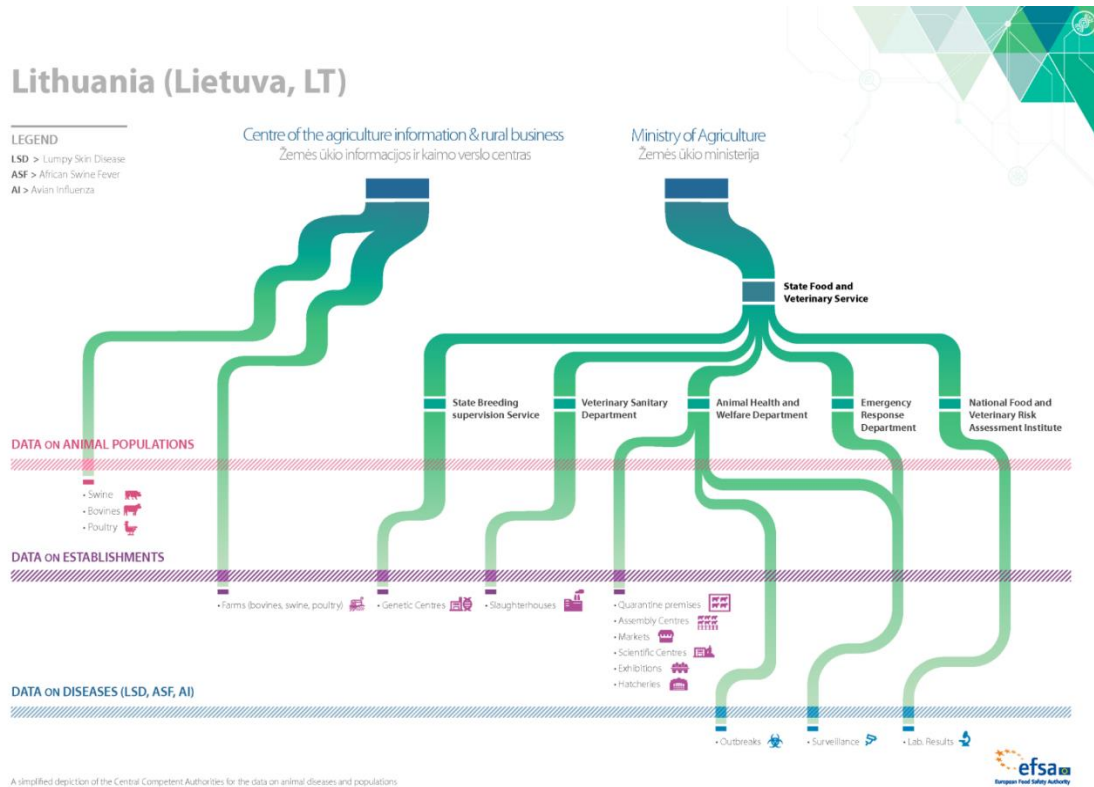 Lithuania (Lietuva, LT)
LEGEND
LSD > Lumpy Skin Disease
ASF > African Swine Fever
AI > Avian Influenza
Centre of the agriculture information & rural business
Žemės ūkio informacijos ir kaimo verslo centras
Ministry of Agriculture
Žemės ūkio ministerija
State Food and
Veterinary Service
State Breeding
supervision Service
Veterinary Sanitary
Department
Animal Health and
Welfare Department
Emergency
Response
Department
National Food and
Veterinary Risk
Assessment Institute
DATA ON ANIMAL POPULATIONS
• Swine
• Bovines
• Poultry
DATA ON ESTABLISHMENTS
• Farms (bovines, swine, poultry)
• Genetic Centres
• Slaughterhouses
• Quarantine premises
• Assembly Centres
• Markets
• Scientific Centres
• Exhibitions
• Hatcheries
DATA ON DISEASES (LSD, ASF, AI)
• Outbreaks
• Surveillance
• Lab. Results
A simplified depiction of the Central Competent Authorities for the data on animal diseases and populations
efsa
European Food Safety Authority